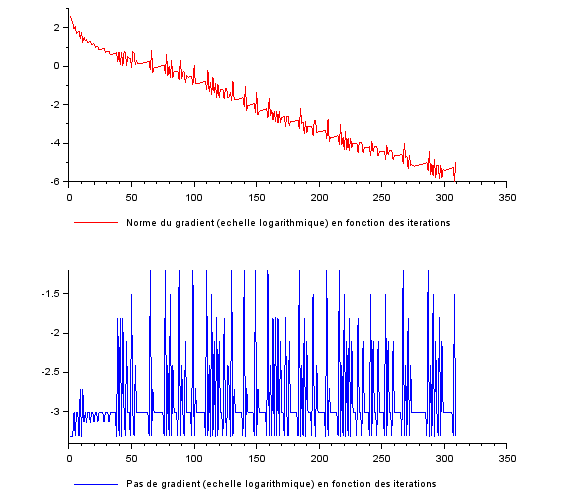 2
0
-2
-4
-6
0 50 100 150 200 250 300 350
Norme du gradient (echelle logarithmique) en fonction des iterations
-1.5
-2
-2.5
-3
0 50 100 150 200 250 300 350
Pas de gradient (echelle logarithmique) en fonction des iterations